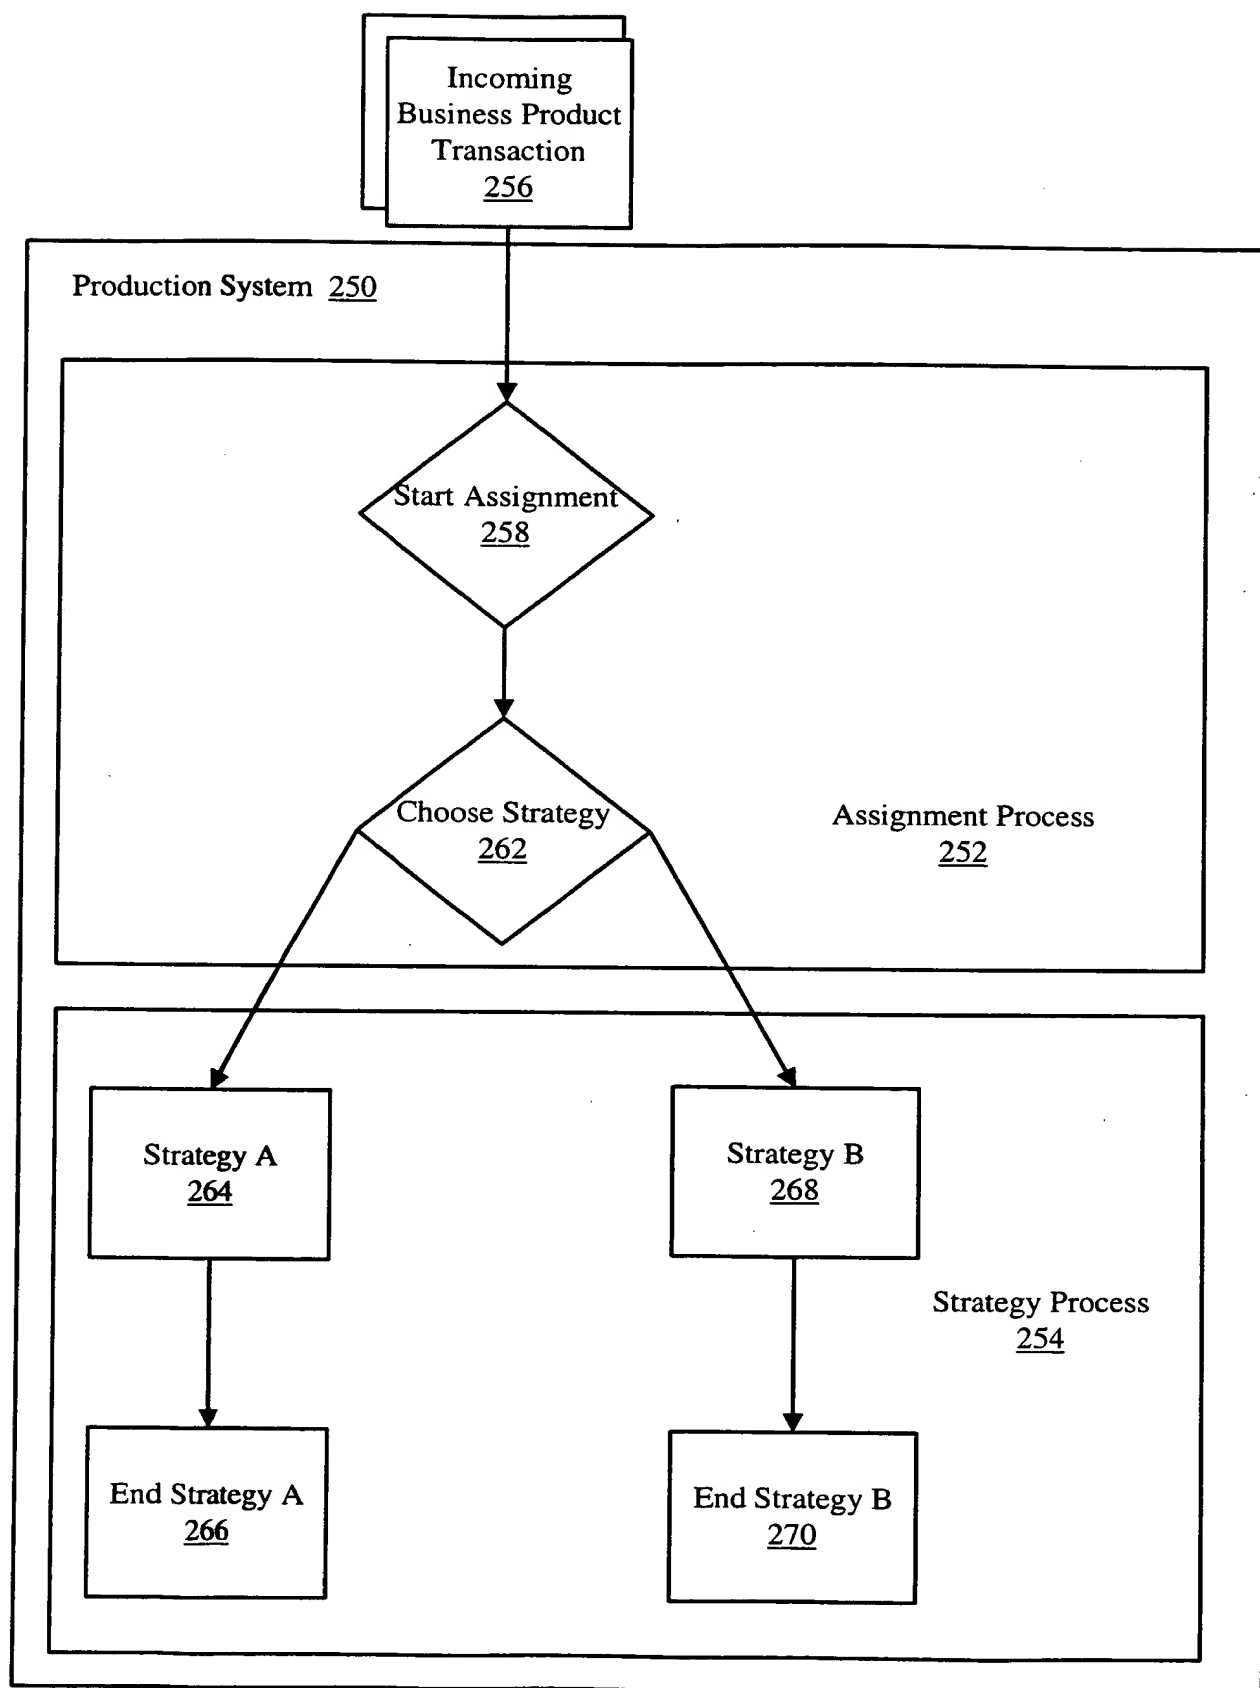 Incoming
Business Product
Transaction
256
Production System 250
Start Assignment
258
Choose Strategy
262
Assignment Process
252
Strategy A
264
Strategy B
268
Strategy Process
254
End Strategy A
266
End Strategy B
270